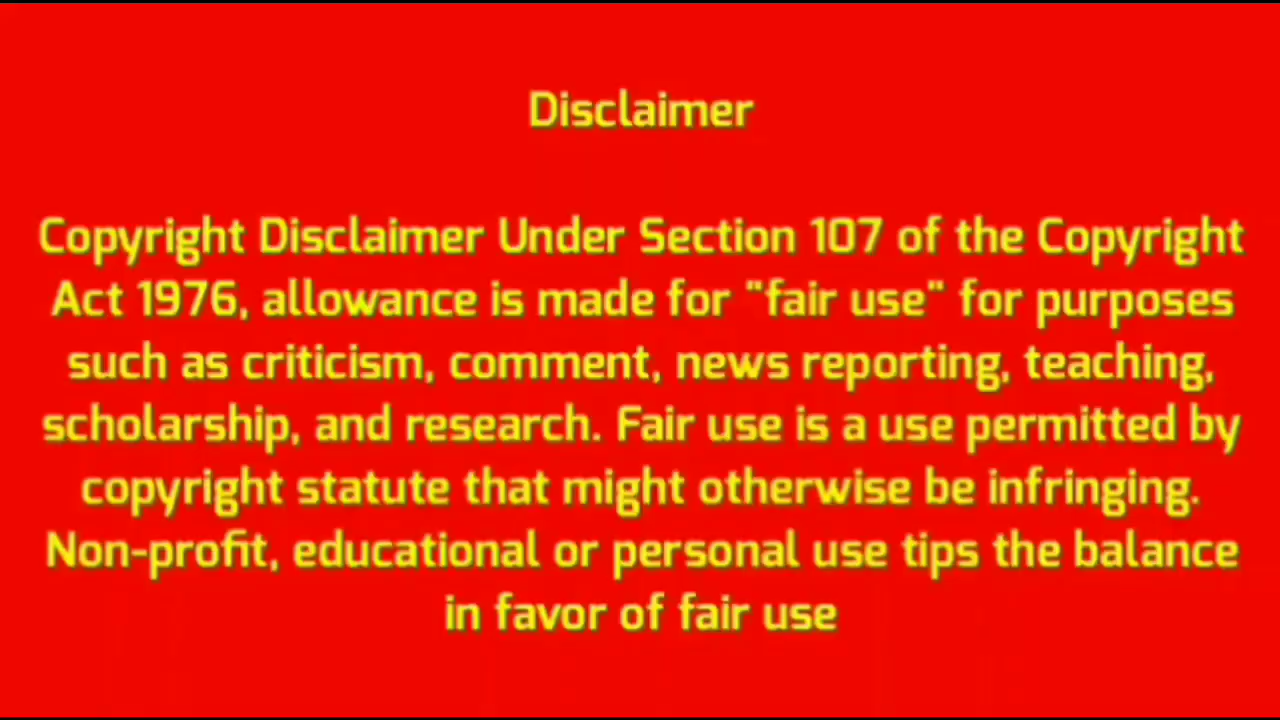 Disclaimer
Copyright Disclaimer Under Section 107 of the Copyright
Act 1976, allowance is made for "fair use" for purposes
such as criticism, comment, news reporting, teaching,
scholarship, and research. Fair use is a use permitted by
copyright statute that might otherwise be infringing.
Non-profit, educational or personal use tips the balance
in favor of fair use